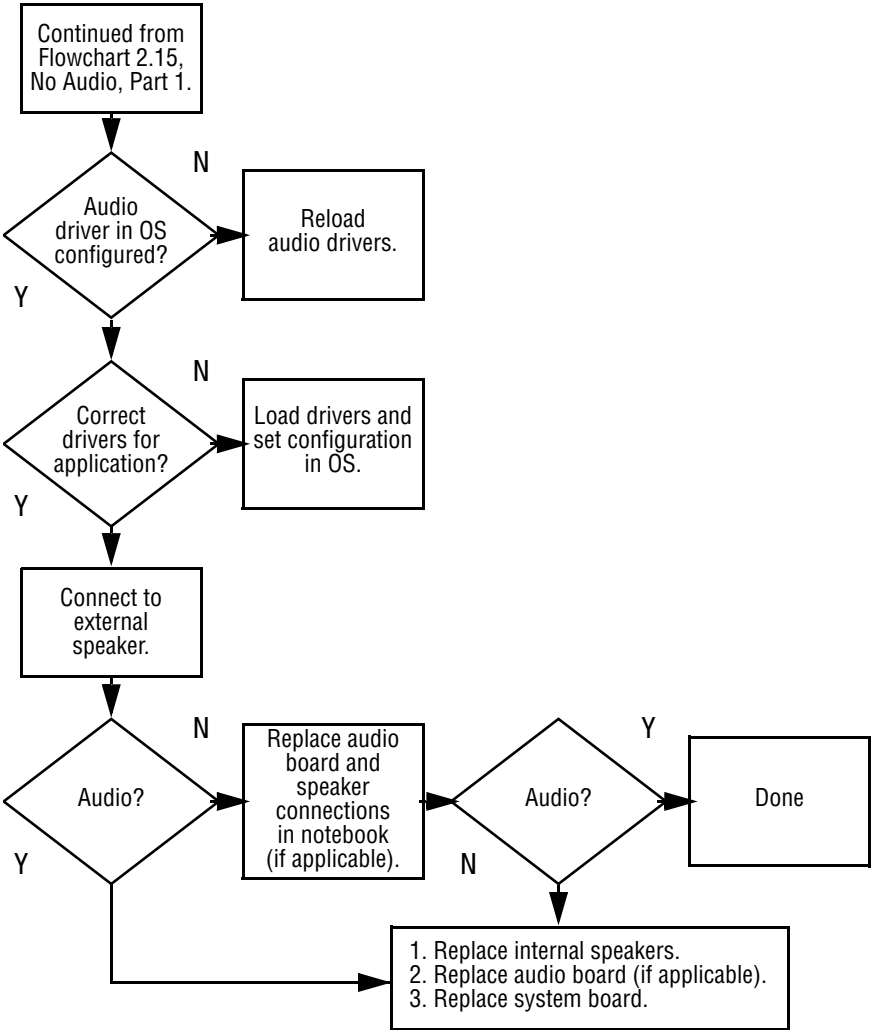 Continued from
Flowchart 2.15,
No Audio, Part 1.
N
Audio
driver in OS
configured?
Reload
audio drivers.
Y
N
Correct
drivers for
application?
Load drivers and
set configuration
in OS.
Y
Connect to
external
speaker.
N
Audio?
Replace audio
board and
speaker
connections
in notebook
(if applicable).
Y
Audio?
Y
Done
N
1. Replace internal speakers.
2. Replace audio board (if applicable).
3. Replace system board.